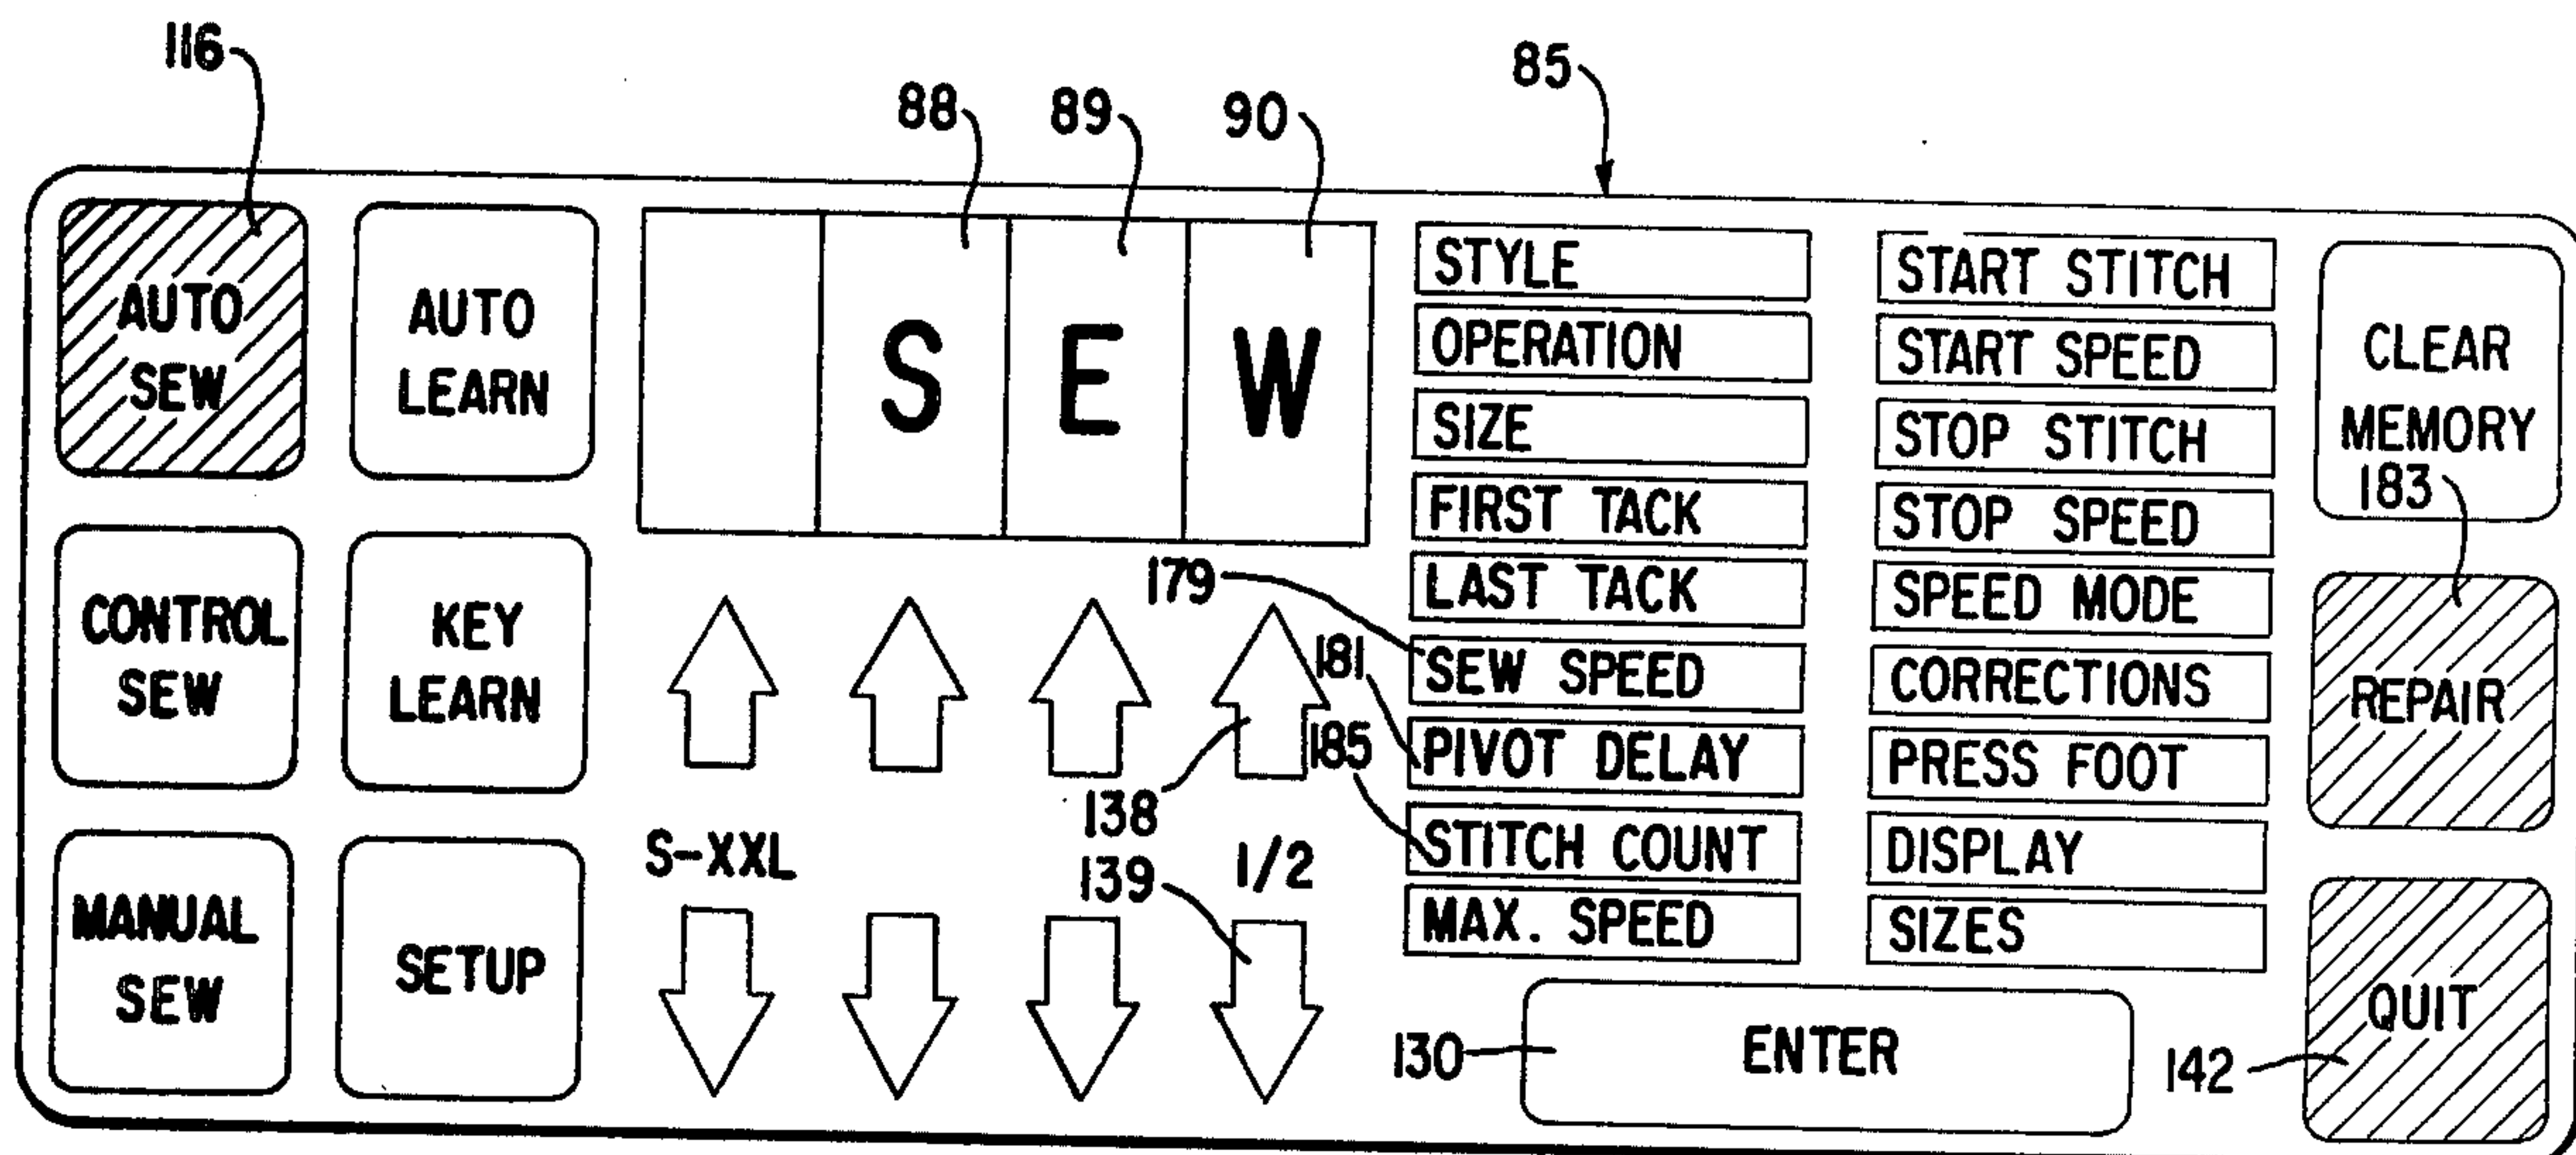 116
88
89
90
85
AUTO
SEW
AUTO
LEARN
S E W
CONTROL
SEW
KEY
LEARN
MANUAL
SEW
SETUP
S-XXL
1/2
138
139
179
181
185
STYLE
OPERATION
SIZE
FIRST TACK
LAST TACK
SEW SPEED
PIVOT DELAY
STITCH COUNT
MAX. SPEED
START STITCH
START SPEED
STOP STITCH
STOP SPEED
SPEED MODE
CORRECTIONS
PRESS FOOT
DISPLAY
SIZES
130
ENTER
CLEAR
MEMORY
183
REPAIR
QUIT
142